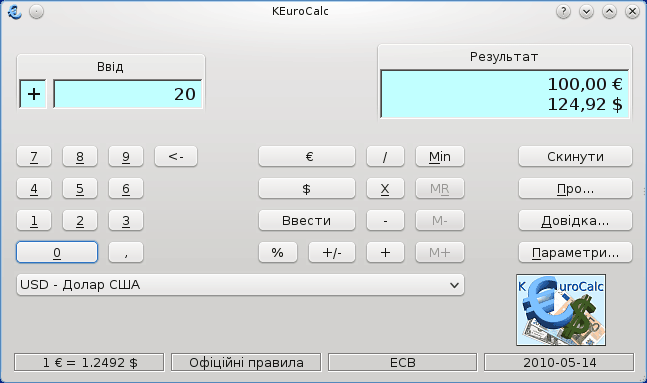 KEuroCalc
Ввід
+ 20
Результат
100,00 €
124,92 $
7 8 9 <- € / Min Скинути
4 5 6 $ X MR Про...
1 2 3 Ввести - M- Довідка...
0 , % +/- + M+ Параметри...
USD - Долар США
K EuroCalc
1 € = 1.2492 $ Офіційні правила ECB 2010-05-14